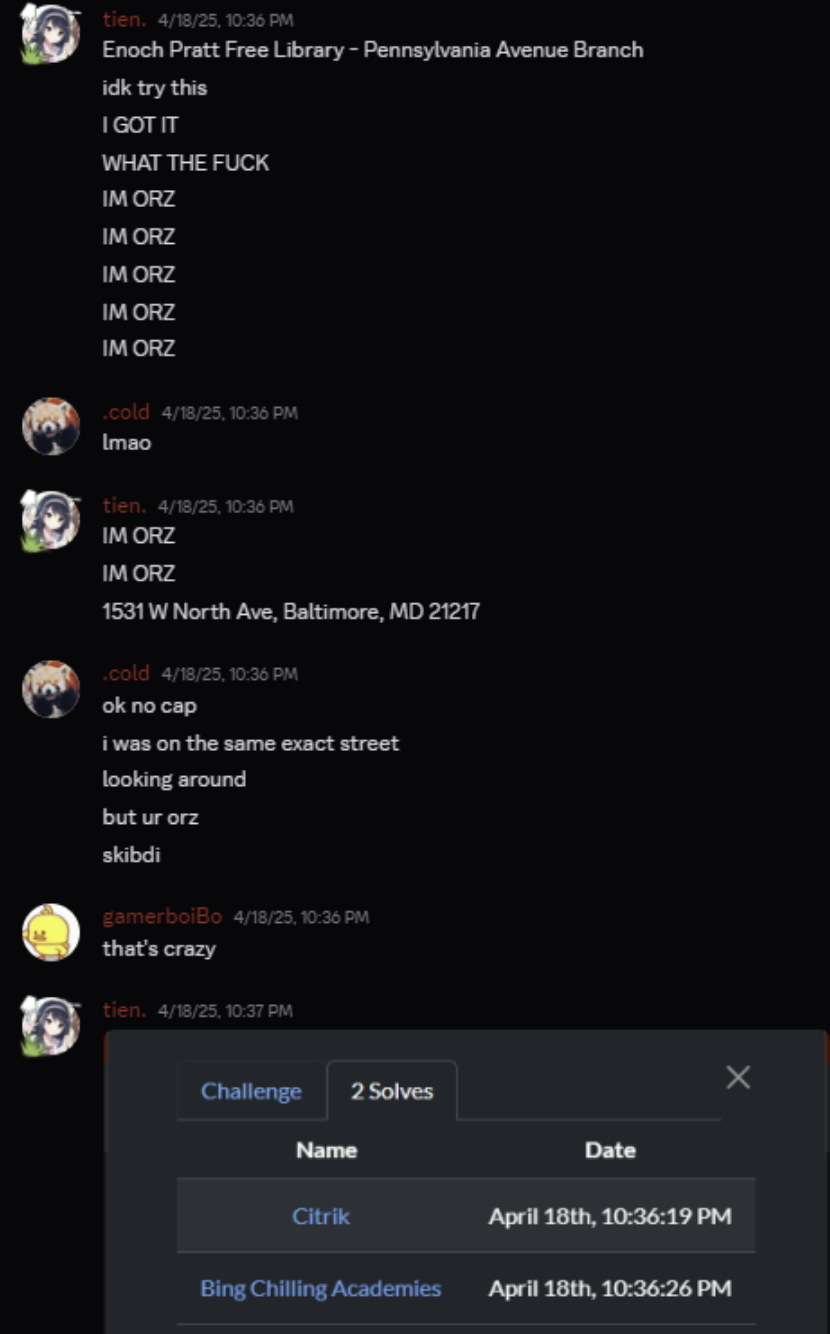 tien. 4/18/25, 10:36 PM
Enoch Pratt Free Library - Pennsylvania Avenue Branch
idk try this
I GOT IT
WHAT THE FUCK
IM ORZ
IM ORZ
IM ORZ
IM ORZ
IM ORZ
.cold 4/18/25, 10:36 PM
lmao
tien. 4/18/25, 10:36 PM
IM ORZ
IM ORZ
1531 W North Ave, Baltimore, MD 21217
.cold 4/18/25, 10:36 PM
ok no cap
i was on the same exact street
looking around
but ur orz
skibdi
gamerboiBo 4/18/25, 10:36 PM
that's crazy
tien. 4/18/25, 10:37 PM
Challenge 2 Solves
Name Date
Citrik April 18th, 10:36:19 PM
Bing Chilling Academies April 18th, 10:36:26 PM